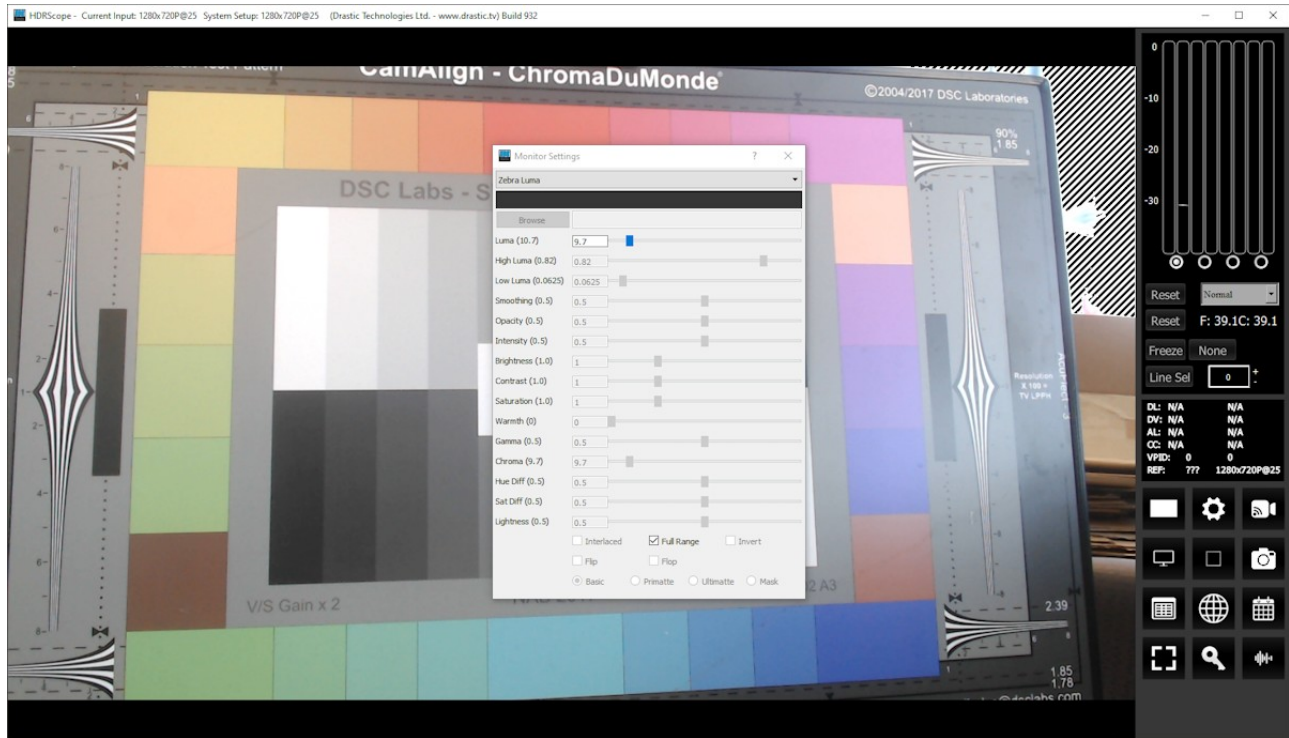 HDRScope - Current Input: 1280x720P@25 System Setup: 1280x720P@25 (Drastic Technologies Ltd. - www.drastic.tv) Build 932
CamAlign - ChromaDuMonde
©2004/2017 DSC Laboratories
90%
1.85
DSC Labs - S
Monitor Settings
Zebra Luma
Browse
Luma (10.7) 9.7
High Luma (0.82) 0.82
Low Luma (0.0625) 0.0625
Smoothing (0.5) 0.5
Opacity (0.5) 0.5
Intensity (0.5) 0.5
Brightness (1.0) 1
Contrast (1.0) 1
Saturation (1.0) 1
Warmth (0) 0
Gamma (0.5) 0.5
Chroma (9.7) 9.7
Hue Diff (0.5) 0.5
Sat Diff (0.5) 0.5
Lightness (0.5) 0.5
Interlaced Full Range Invert
Flip Flop
Basic Primatte Ultimatte Mask
Resolution
X 100 =
TV LPPH
V/S Gain x 2
A3
2.39
1.85
1.78
0
-10
-20
-30
Reset Normal
Reset F: 39.1C: 39.1
Freeze None
Line Sel 0 + -
DL: N/A N/A
DV: N/A N/A
AL: N/A N/A
CC: N/A N/A
VPID: 0 0
REF: ??? 1280x720P@25